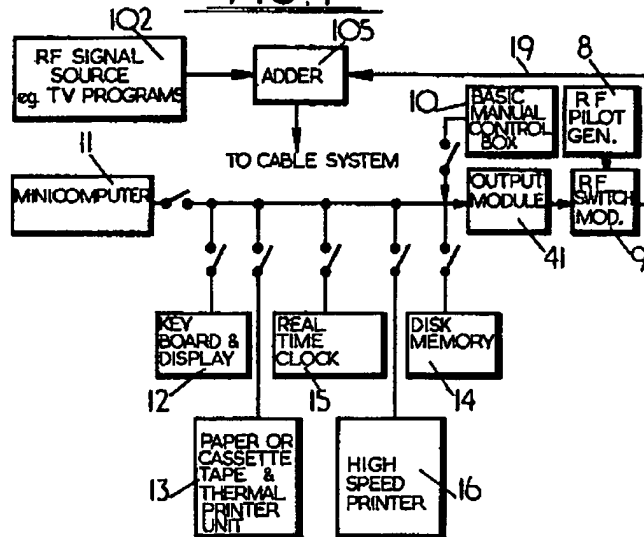 102
RF SIGNAL
SOURCE
eg. TV PROGRAMS
105
ADDER
19
8
10
BASIC
MANUAL
CONTROL
BOX
RF
PILOT
GEN.
TO CABLE SYSTEM
11
MINICOMPUTER
OUTPUT
MODULE
41
RF
SWITCH
MOD.
9
KEY
BOARD &
DISPLAY
12
REAL
TIME
CLOCK
15
DISK
MEMORY
14
PAPER OR
CASSETTE
TAPE &
THERMAL
PRINTER
UNIT
13
HIGH
SPEED
PRINTER
16